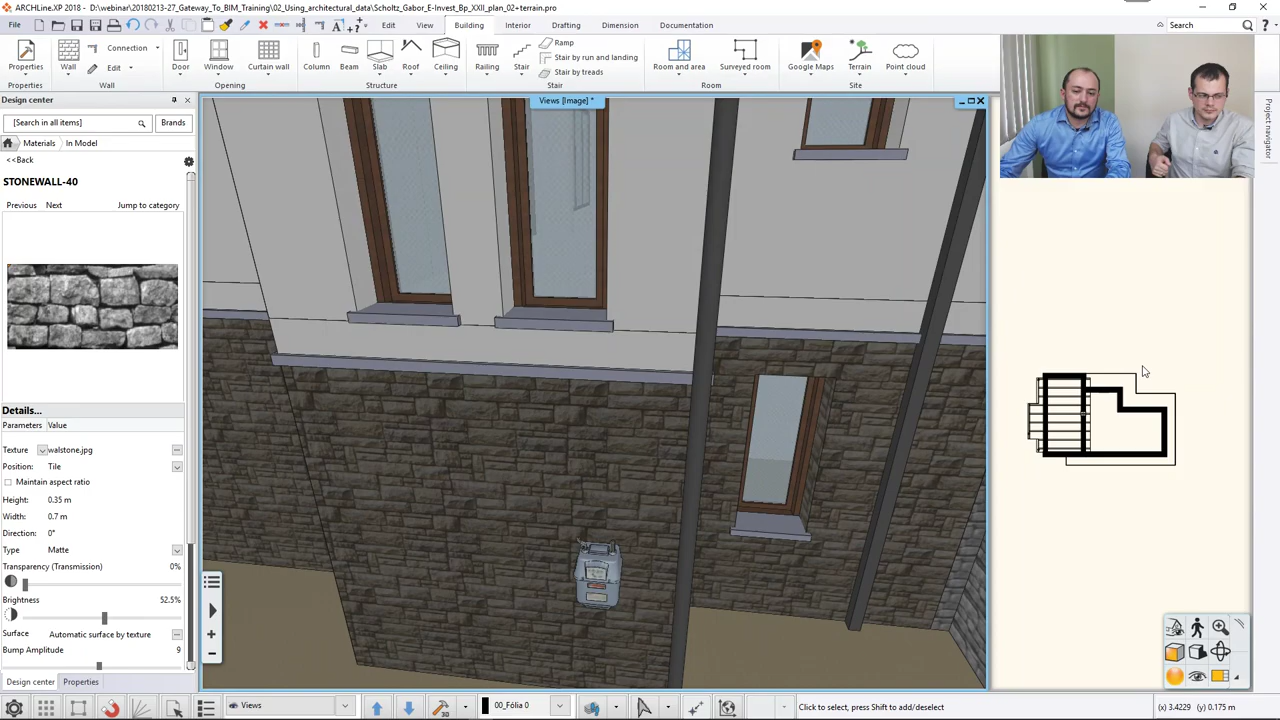 ARCHLine.XP 2018 - D:\webinar\20180213-27_Gateway_To_BIM_Training\02_Using_architectural_data\Scholtz_Gabor_E-Invest_Bp_XXII_plan_02+terrain.pro
File
Edit
View
Building
Interior
Drafting
Dimension
Documentation
Search
Properties
Wall
Connection
Edit
Door
Window
Curtain wall
Column
Beam
Slab
Roof
Ceiling
Railing
Stair
Ramp
Stair by run and landing
Stair by treads
Room and area
Surveyed room
Google Maps
Terrain
Point cloud
Properties
Wall
Opening
Structure
Stair
Room
Site
Design center
Views [Image] *
[Search in all items]
Brands
Materials
In Model
<<Back
STONEWALL-40
Previous
Next
Jump to category
Details...
Parameters
Value
Texture
walstone.jpg
Position:
Tile
Maintain aspect ratio
Height:
0.35 m
Width:
0.7 m
Direction:
0°
Type
Matte
Transparency (Transmission)
0%
Brightness
52.5%
Surface
Automatic surface by texture
Bump Amplitude
9
Design center
Properties
Project navigator
Views
00_Fólia 0
Click to select, press Shift to add/deselect
(x) 3.4229
(y) 0.175 m